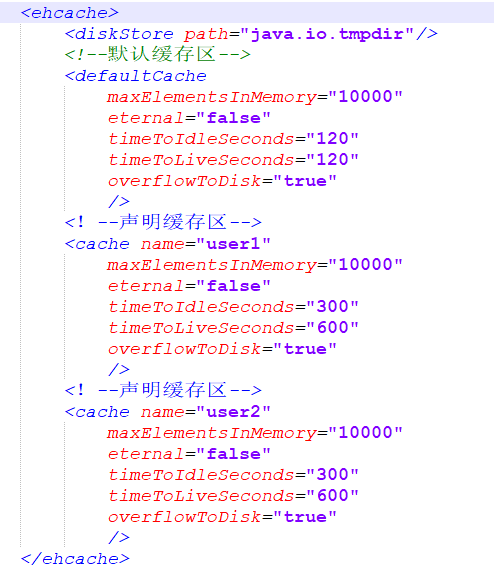 <ehcache>
<diskStore path="java.io.tmpdir"/>
<!--默认缓存区-->
<defaultCache
maxElementsInMemory="10000"
eternal="false"
timeToIdleSeconds="120"
timeToLiveSeconds="120"
overflowToDisk="true"
/>
<! --声明缓存区-->
<cache name="user1"
maxElementsInMemory="10000"
eternal="false"
timeToIdleSeconds="300"
timeToLiveSeconds="600"
overflowToDisk="true"
/>
<! --声明缓存区-->
<cache name="user2"
maxElementsInMemory="10000"
eternal="false"
timeToIdleSeconds="300"
timeToLiveSeconds="600"
overflowToDisk="true"
/>
</ehcache>